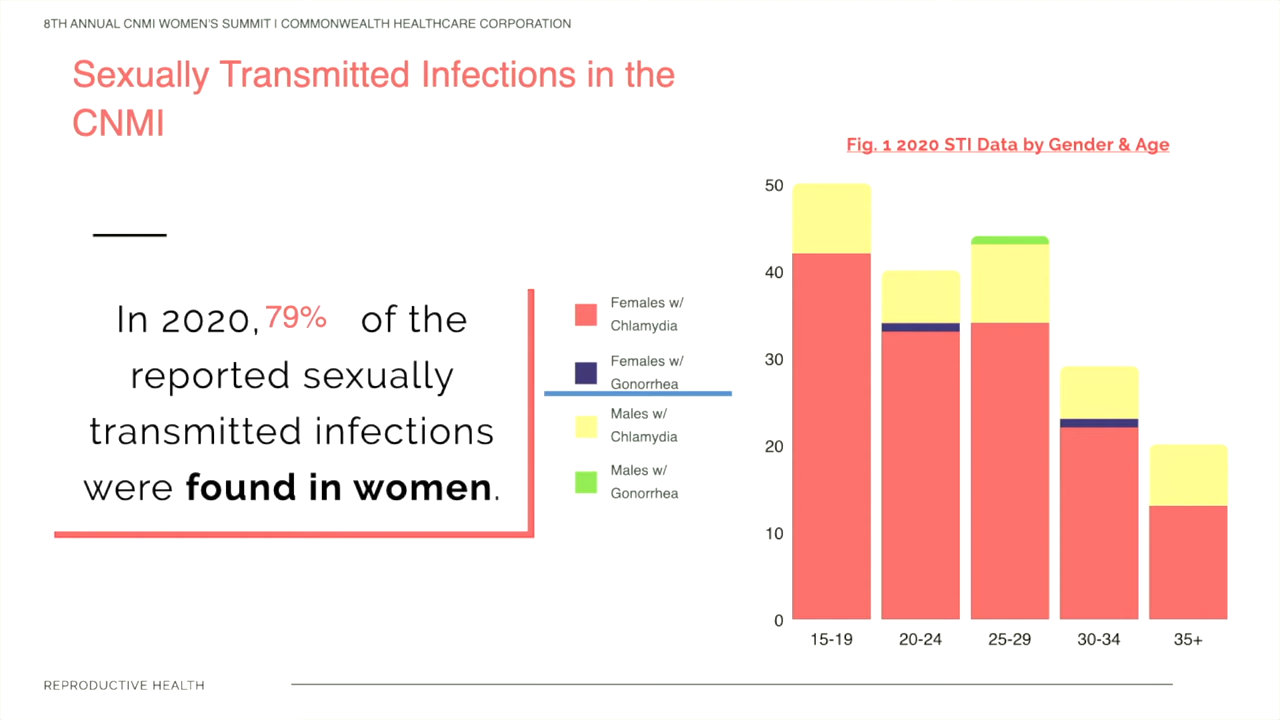 8TH ANNUAL CNMI WOMEN'S SUMMIT I COMMONWEALTH HEALTHCARE CORPORATION
Sexually Transmitted Infections in the
CNMI
In 2020, 79% of the
reported sexually
transmitted infections
were found in women.
Females w/
Chlamydia
Females w/
Gonorrhea
Males w/
Chlamydia
Males w/
Gonorrhea
Fig. 1 2020 STI Data by Gender & Age
50
40
30
20
10
0
15-19 20-24 25-29 30-34 35+
REPRODUCTIVE HEALTH